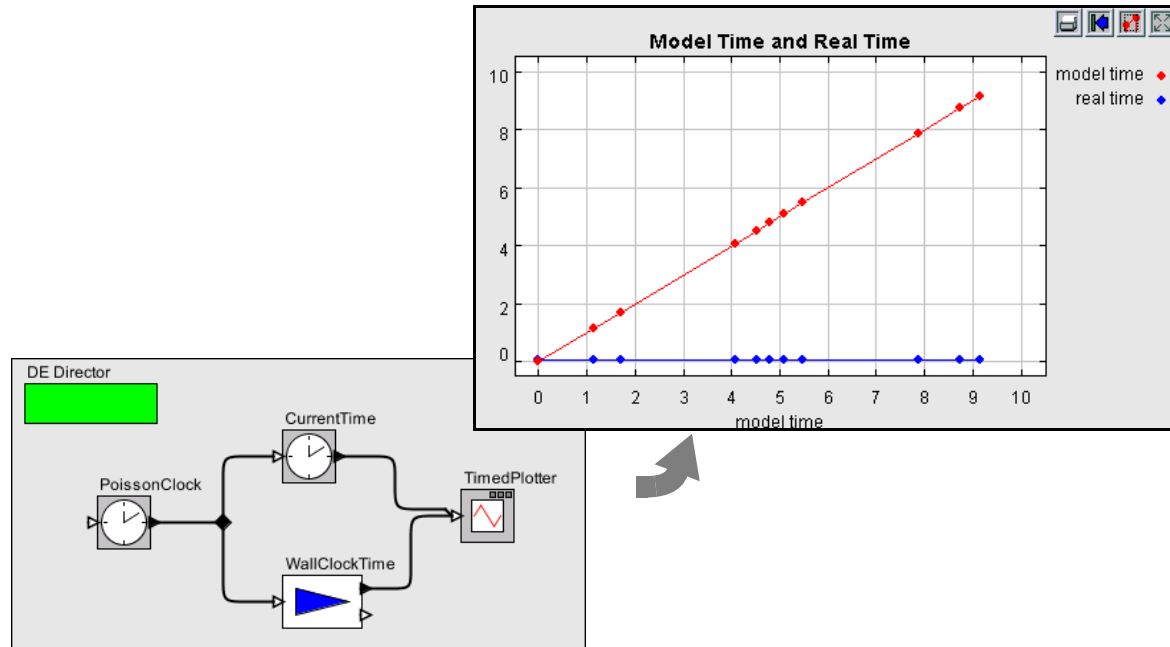 Model Time and Real Time
10
8
6
4
2
0
0 1 2 3 4 5 6 7 8 9 10
model time
model time
real time
DE Director
CurrentTime
PoissonClock
TimedPlotter
WallClockTime